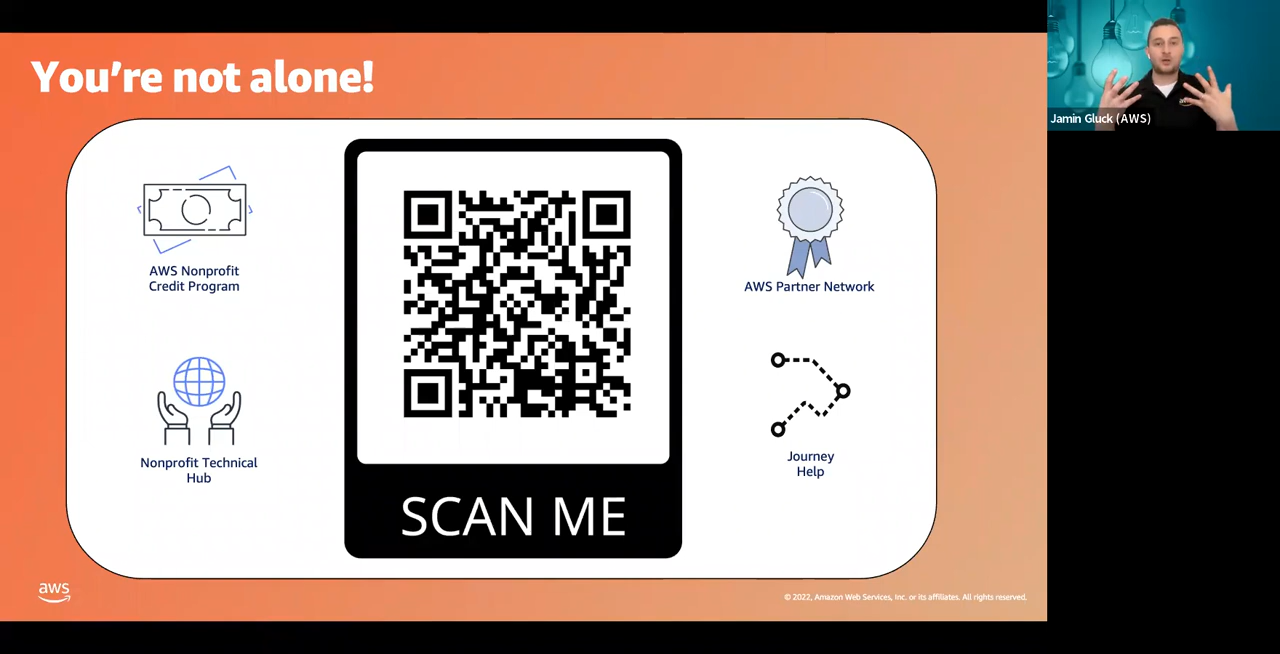 You're not alone!
AWS Nonprofit
Credit Program
Nonprofit Technical
Hub
SCAN ME
AWS Partner Network
Journey
Help
aws
© 2022, Amazon Web Services, Inc. or its affiliates. All rights reserved.
Jamin Gluck (AWS)